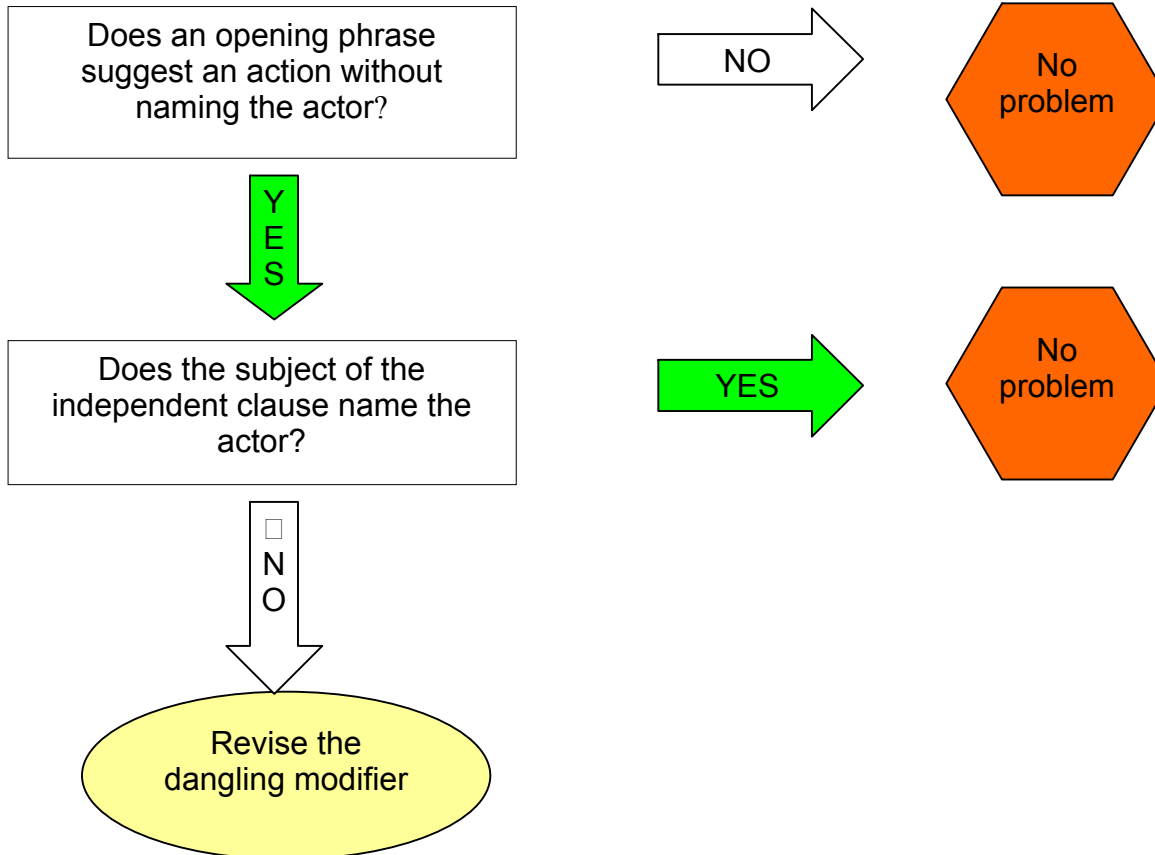 Does an opening phrase
suggest an action without
naming the actor?
NO
No
problem
Y
E
S
Does the subject of the
independent clause name the
actor?
YES
No
problem
□
N
O
Revise the
dangling modifier